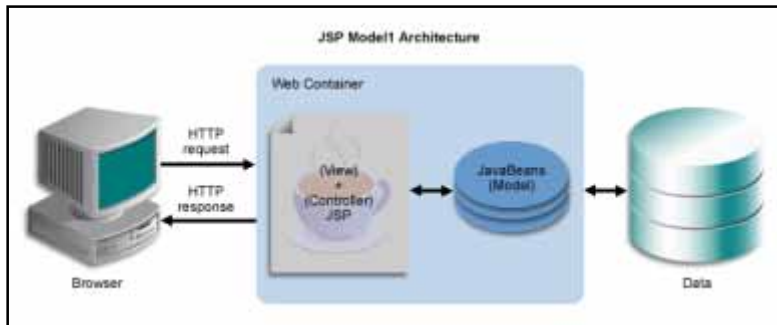 JSP Model1 Architecture
Web Container
HTTP
request
HTTP
response
(View)
+
(Controller)
JSP
JavaBeans
(Model)
Browser
Data